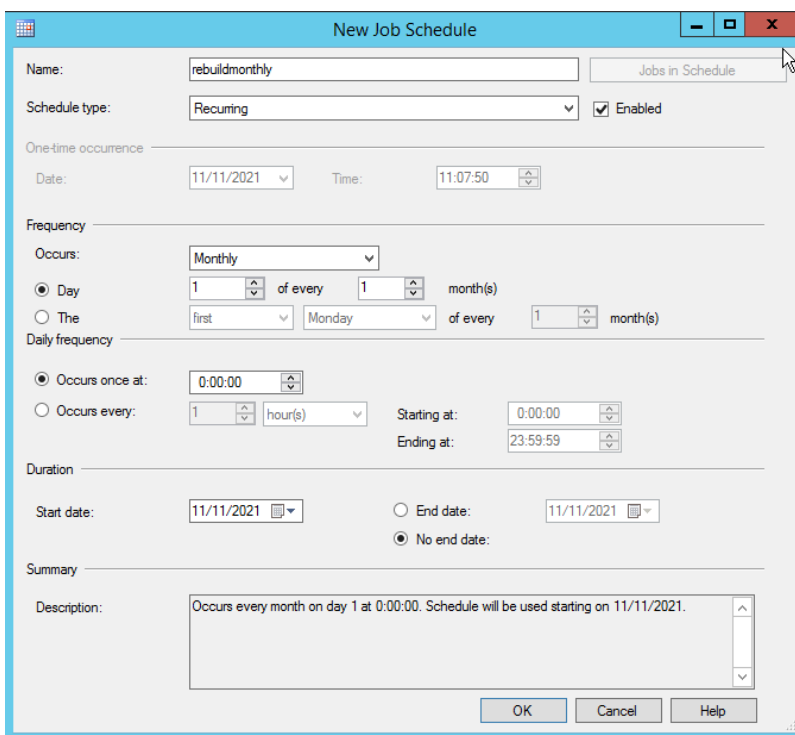 New Job Schedule
Name: rebuildmonthly Jobs in Schedule
Schedule type: Recurring Enabled
One-time occurrence
Date: 11/11/2021 Time: 11:07:50
Frequency
Occurs: Monthly
Day 1 of every 1 month(s)
The first Monday of every 1 month(s)
Daily frequency
Occurs once at: 0:00:00
Occurs every: 1 hour(s) Starting at: 0:00:00
Ending at: 23:59:59
Duration
Start date: 11/11/2021 End date: 11/11/2021
No end date:
Summary
Description: Occurs every month on day 1 at 0:00:00. Schedule will be used starting on 11/11/2021.
OK Cancel Help